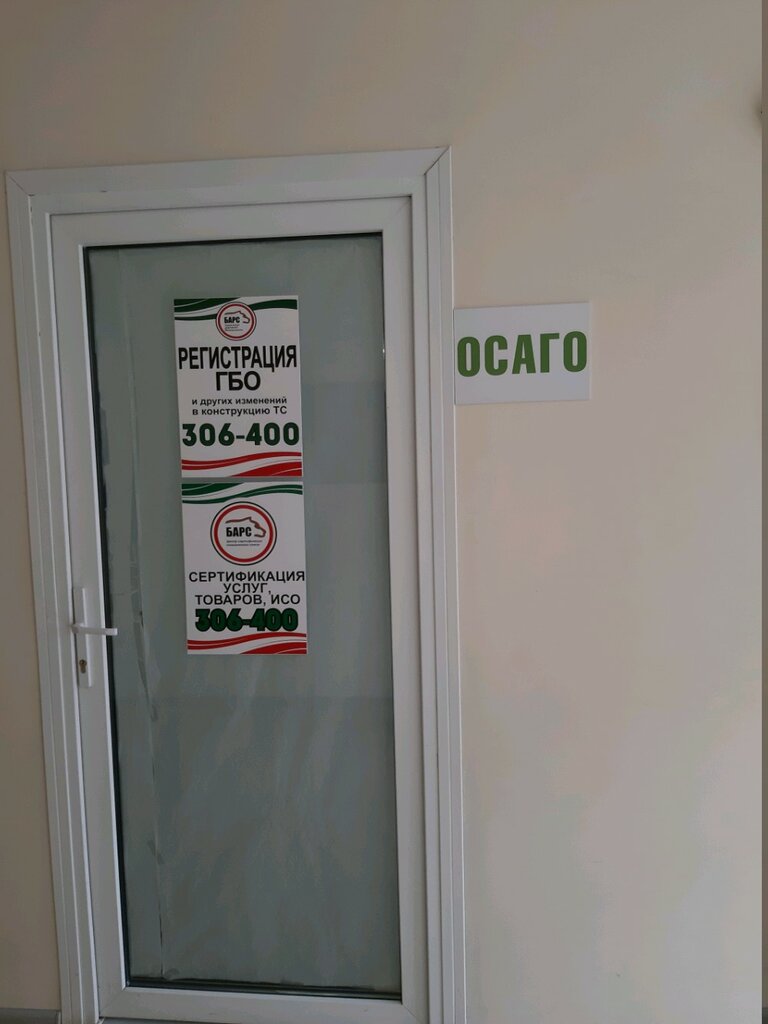 БАРС
РЕГИСТРАЦИЯ
ГБО
и других изменений
в конструкцию ТС
306-400
БАРС
СЕРТИФИКАЦИЯ
УСЛУГ,
ТОВАРОВ, ИСО
306-400
ОСАГО